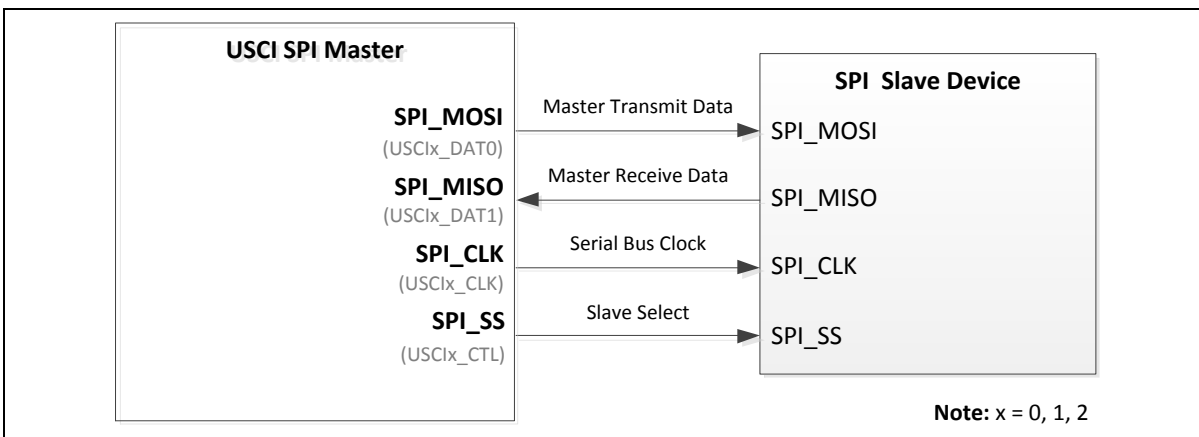 USCI SPI Master
SPI_MOSI
(USCIx_DAT0)
SPI_MISO
(USCIx_DAT1)
SPI_CLK
(USCIx_CLK)
SPI_SS
(USCIx_CTL)
Master Transmit Data
Master Receive Data
Serial Bus Clock
Slave Select
SPI  Slave Device
SPI_MOSI
SPI_MISO
SPI_CLK
SPI_SS
Note: x = 0, 1, 2